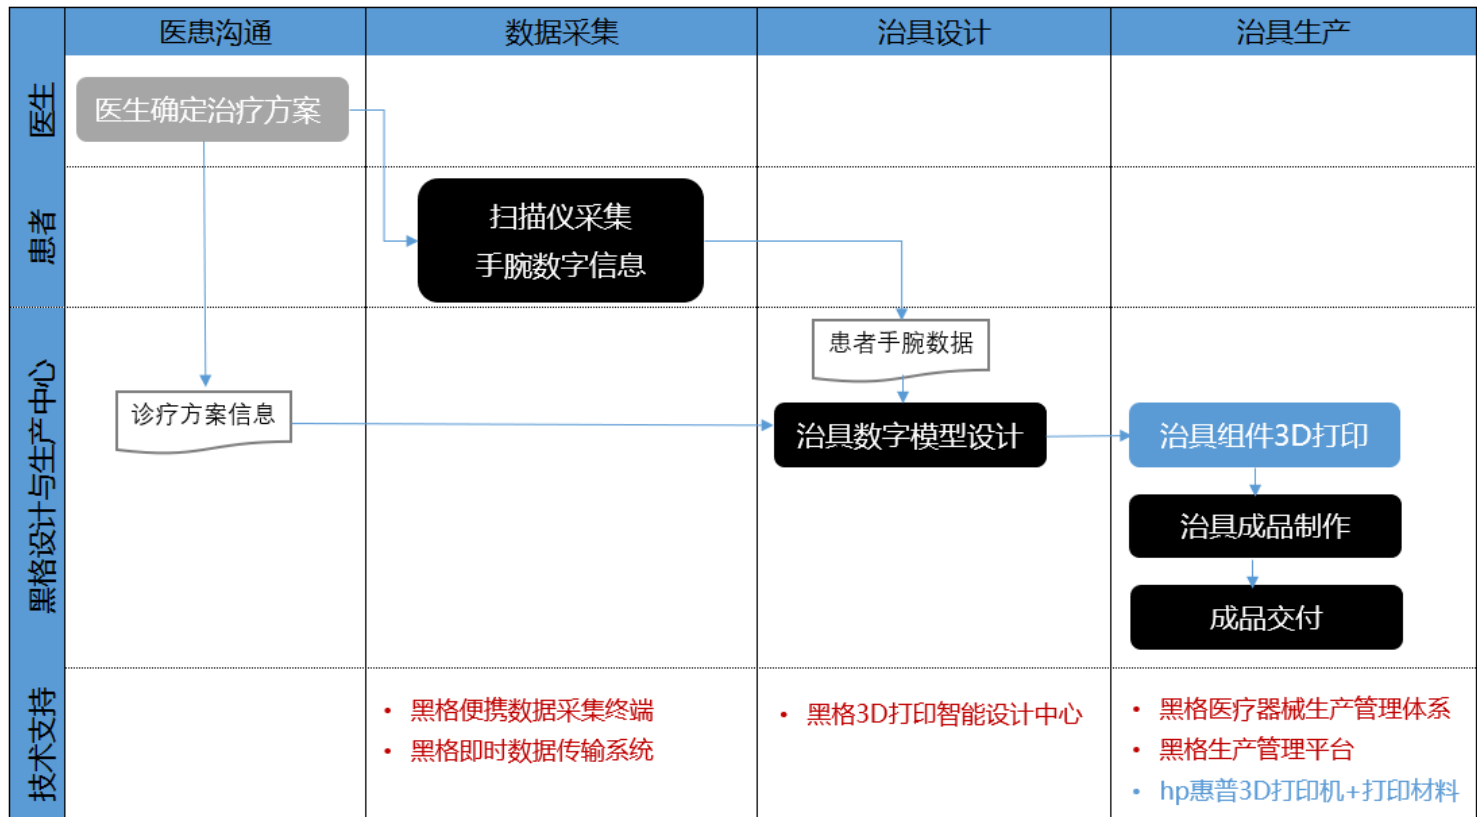 医患沟通
数据采集
治具设计
治具生产
医生
医生确定治疗方案
患者
扫描仪采集
手腕数字信息
黑格设计与生产中心
患者手腕数据
诊疗方案信息
治具数字模型设计
治具组件3D打印
治具成品制作
成品交付
技术支持
• 黑格便携数据采集终端
• 黑格即时数据传输系统
• 黑格3D打印智能设计中心
• 黑格医疗器械生产管理体系
• 黑格生产管理平台
• hp惠普3D打印机+打印材料